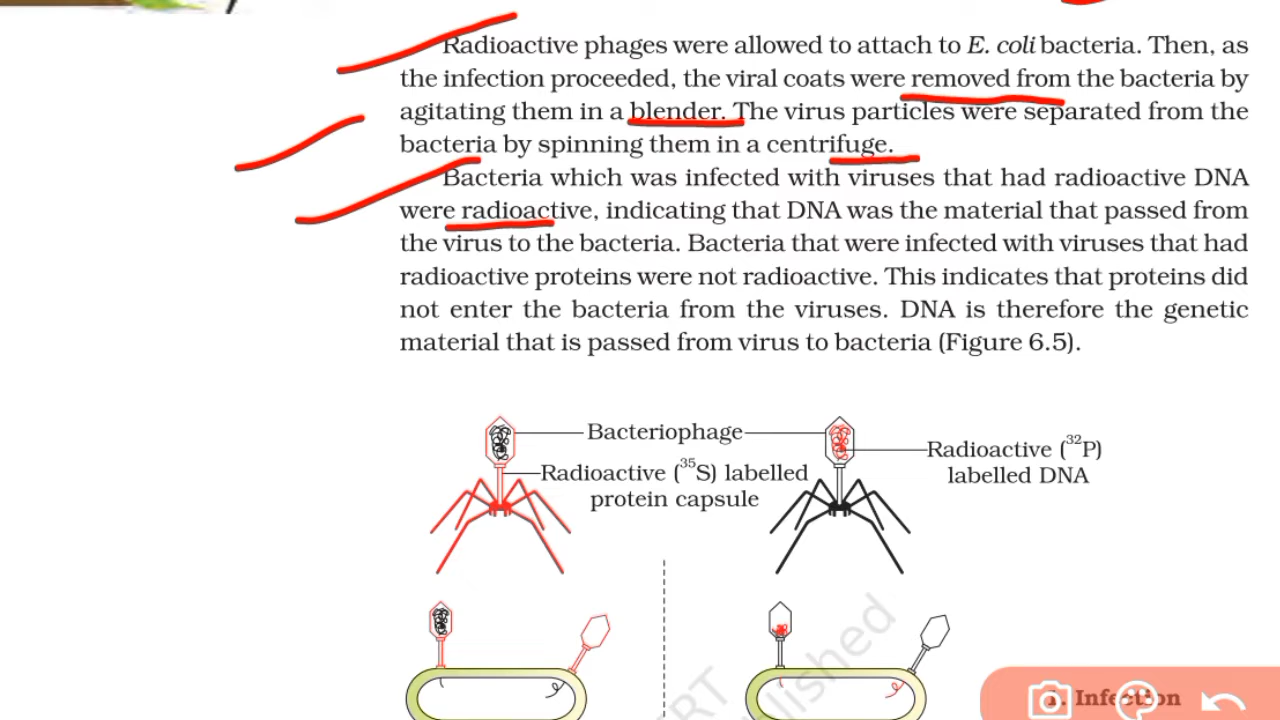 Radioactive phages were allowed to attach to E. coli bacteria. Then, as
the infection proceeded, the viral coats were removed from the bacteria by
agitating them in a blender. The virus particles were separated from the
bacteria by spinning them in a centrifuge.
Bacteria which was infected with viruses that had radioactive DNA
were radioactive, indicating that DNA was the material that passed from
the virus to the bacteria. Bacteria that were infected with viruses that had
radioactive proteins were not radioactive. This indicates that proteins did
not enter the bacteria from the viruses. DNA is therefore the genetic
material that is passed from virus to bacteria (Figure 6.5).
Bacteriophage
Radioactive (³⁵S) labelled
protein capsule
Radioactive (³²P)
labelled DNA
1. Infection